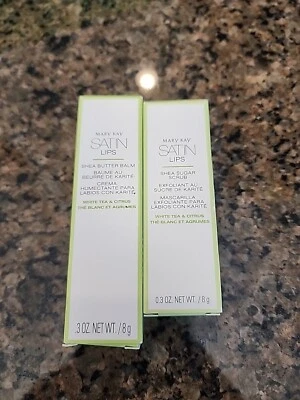 MARY KAY
SATIN
LIPS
SHEA BUTTER BALM
BAUME AU
BEURRE DE KARITÉ
CREMA
HUMECTANTE PARA
LABIOS CON KARITÉ
WHITE TEA & CITRUS
THÉ BLANC ET AGRUMES
.3 OZ. NET WT. / 8 g
MARY KAY
SATIN
LIPS
SHEA SUGAR
SCRUB
EXFOLIANT AU
SUCRE DE KARITÉ
MASCARILLA
EXFOLIANTE PARA
LABIOS CON KARITÉ
WHITE TEA & CITRUS
THÉ BLANC ET AGRUMES
0.3 OZ. NET WT. / 8 g